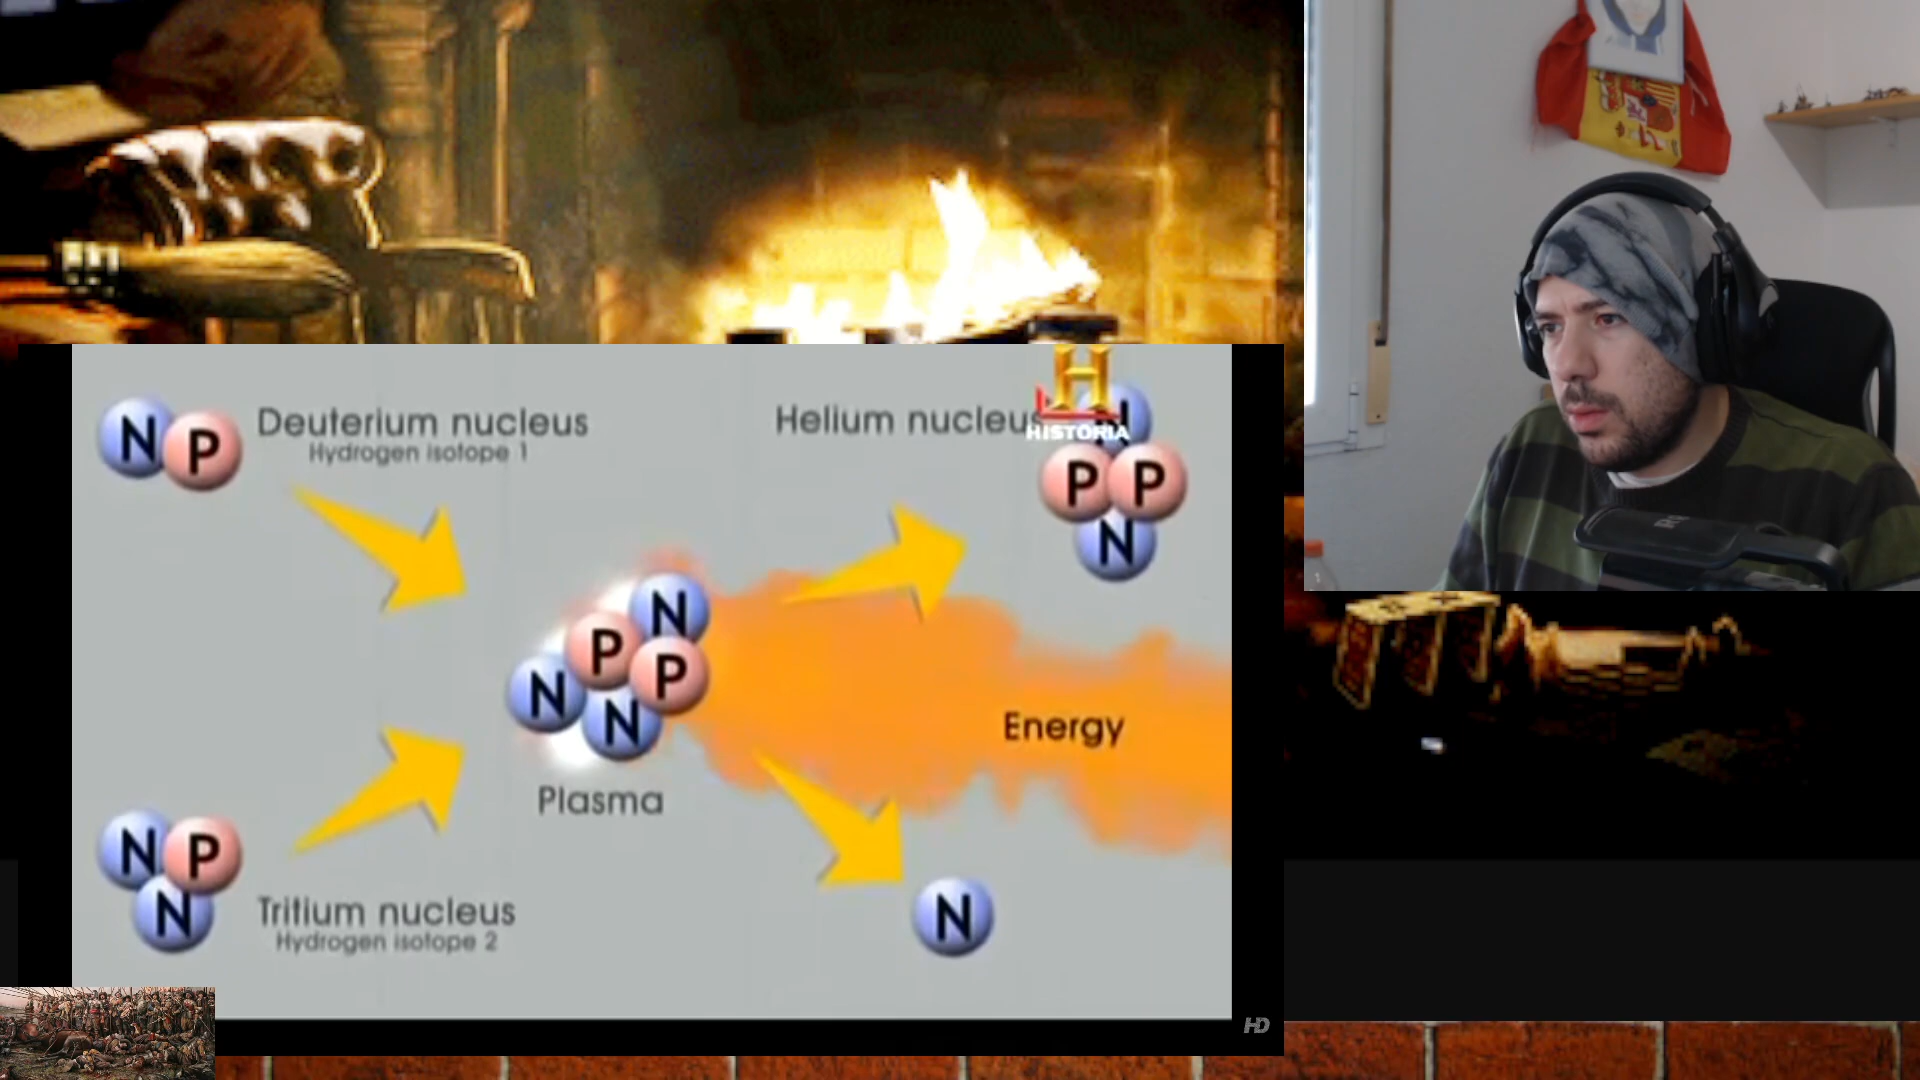 N P
Deuterium nucleus
Hydrogen isotope 1
Helium nucleus
H
HISTORIA
P P
N
N
P
P
N
N
Energy
Plasma
N P
N
Tritium nucleus
Hydrogen isotope 2
N
HD